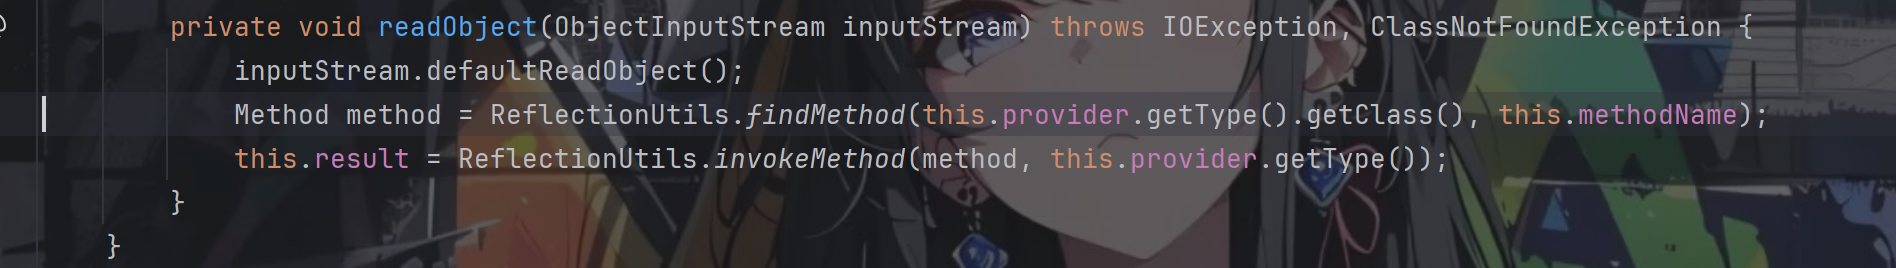 private void readObject(ObjectInputStream inputStream) throws IOException, ClassNotFoundException {
inputStream.defaultReadObject();
Method method = ReflectionUtils.findMethod(this.provider.getType().getClass(), this.methodName);
this.result = ReflectionUtils.invokeMethod(method, this.provider.getType());
}
}